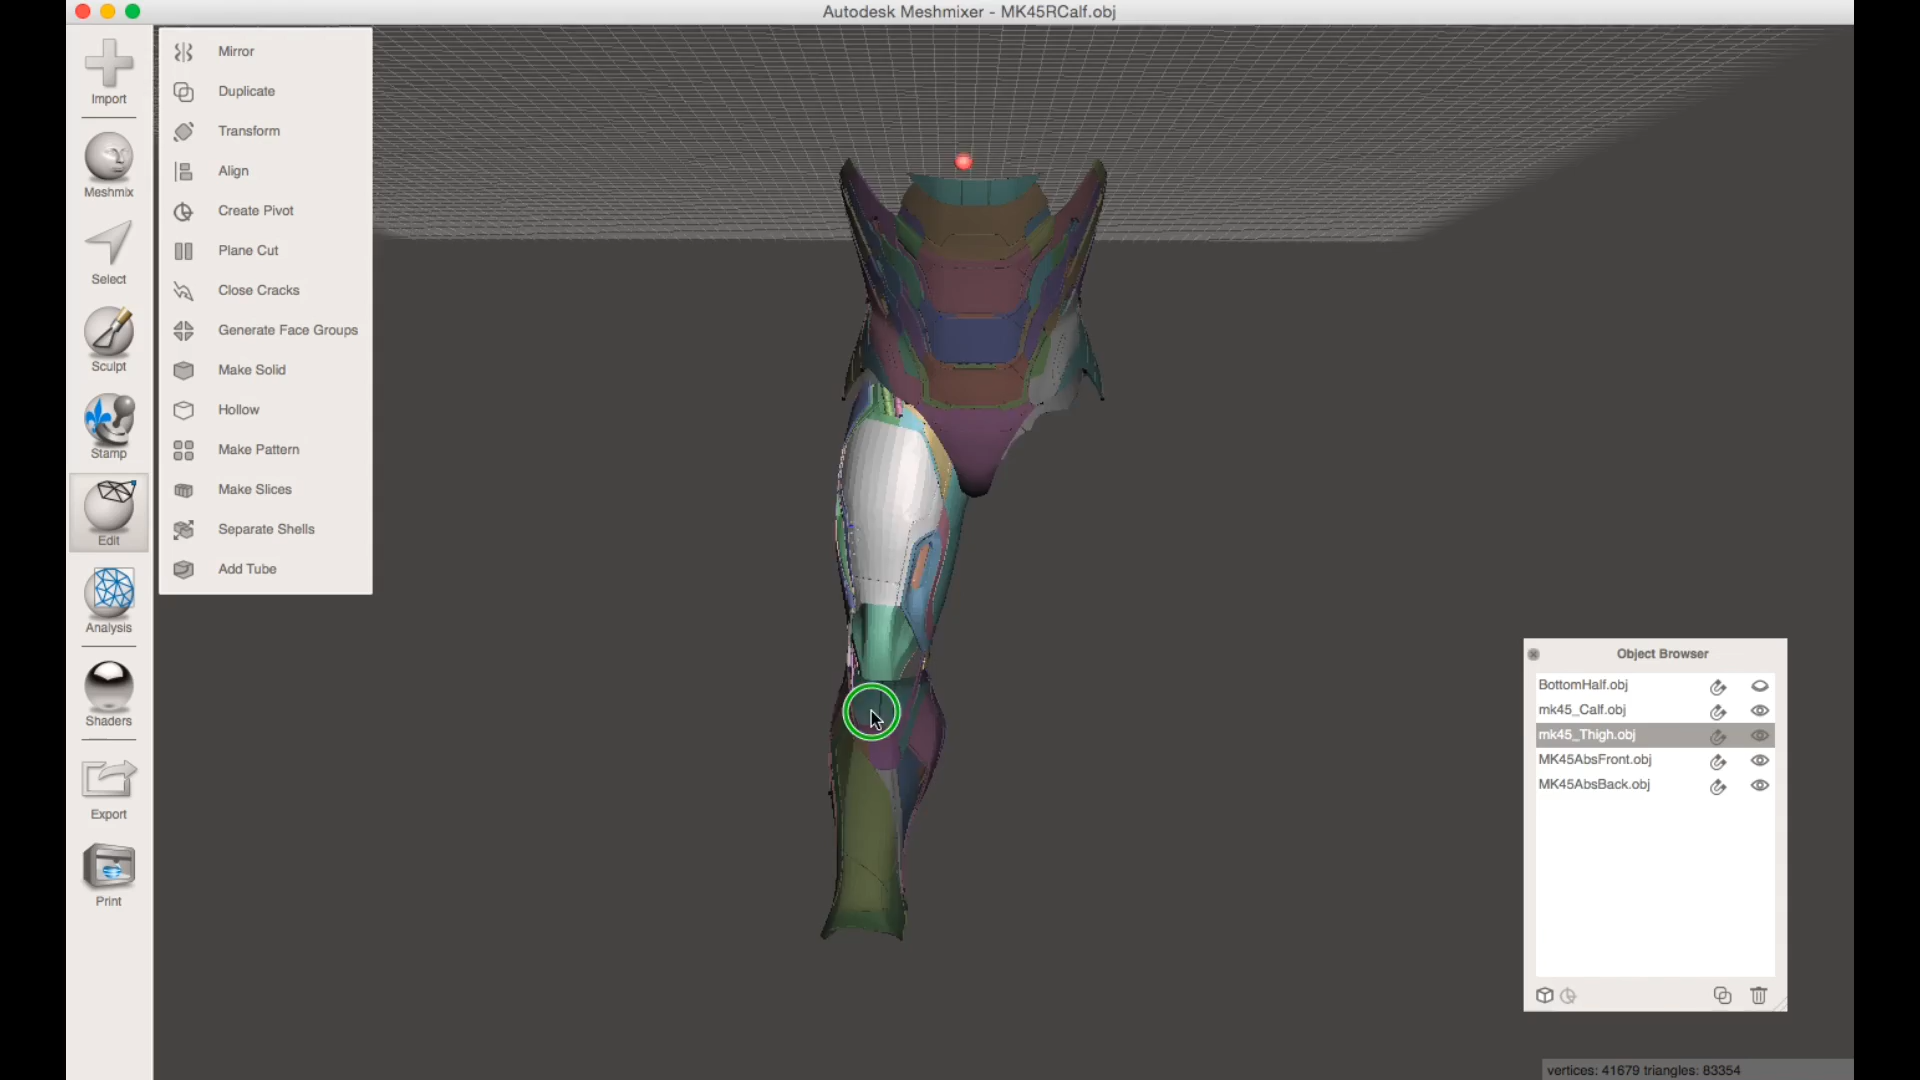 Autodesk Meshmixer - MK45RCalf.obj
Import
Meshmix
Select
Sculpt
Stamp
Edit
Analysis
Shaders
Export
Print
Mirror
Duplicate
Transform
Align
Create Pivot
Plane Cut
Close Cracks
Generate Face Groups
Make Solid
Hollow
Make Pattern
Make Slices
Separate Shells
Add Tube
Object Browser
BottomHalf.obj
mk45_Calf.obj
mk45_Thigh.obj
MK45AbsFront.obj
MK45AbsBack.obj
vertices: 41679 triangles: 83354